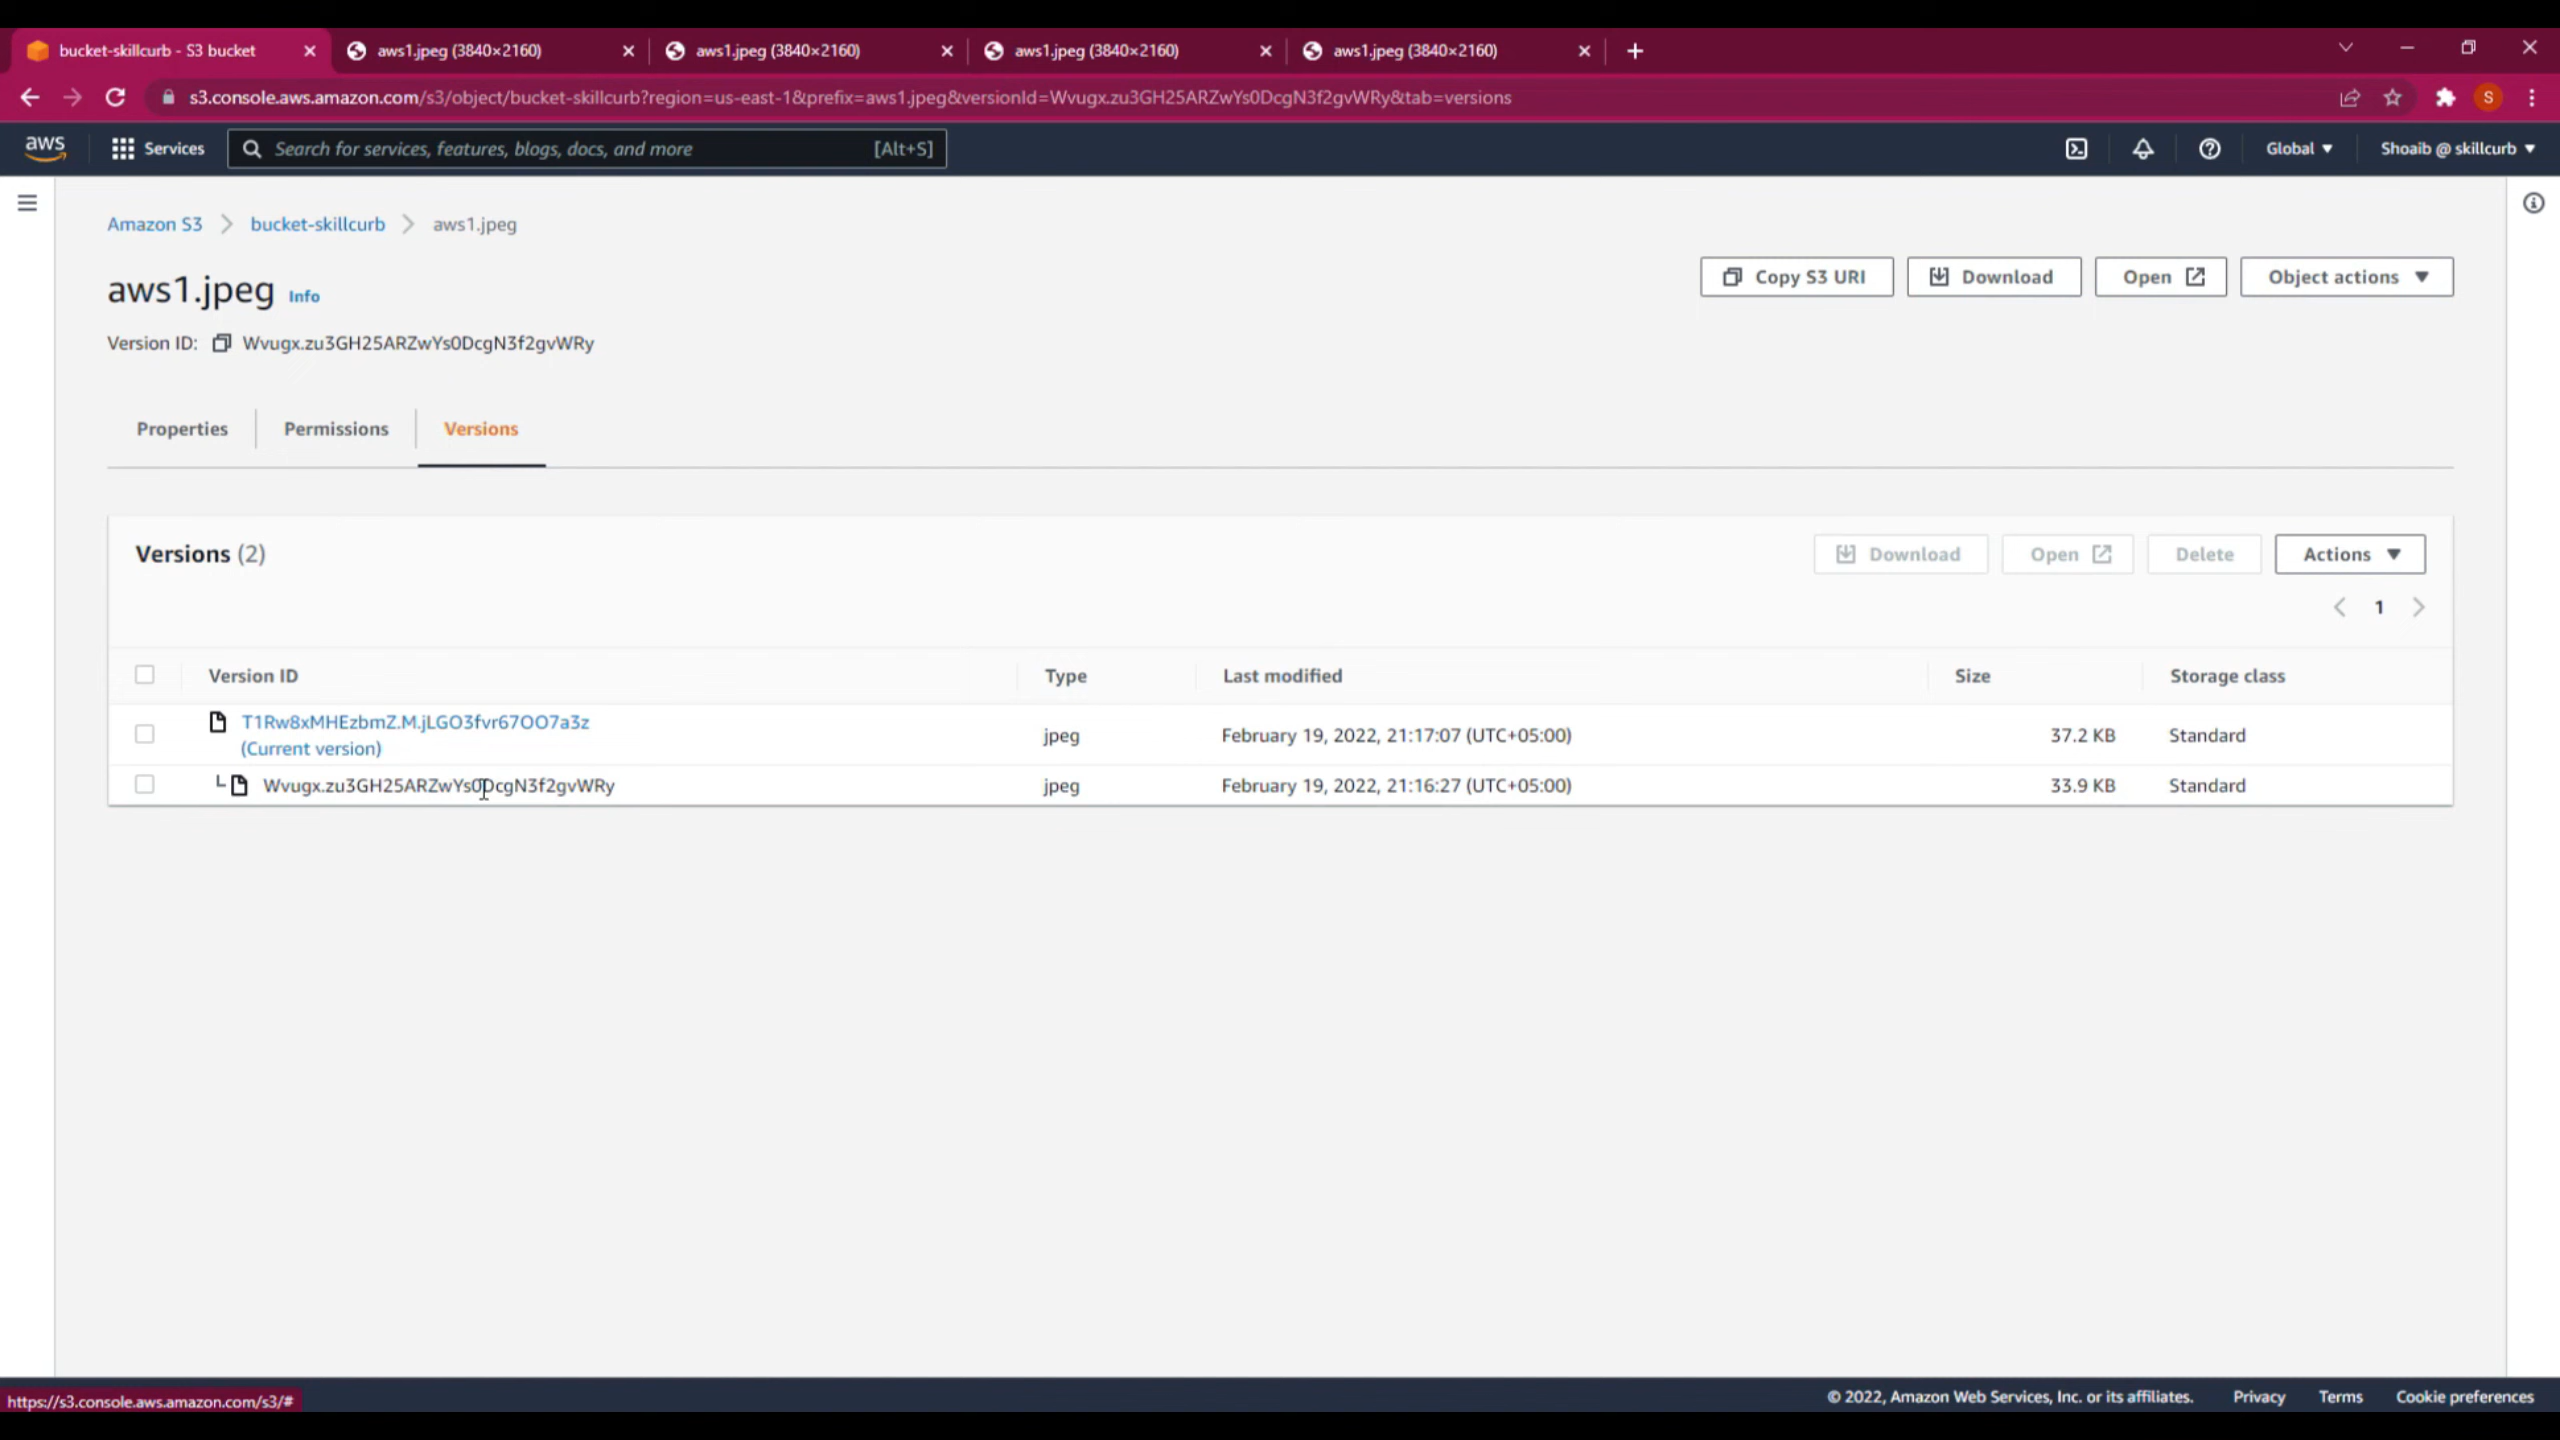 bucket-skillcurb - S3 bucket
aws1.jpeg (3840×2160)
aws1.jpeg (3840×2160)
aws1.jpeg (3840×2160)
aws1.jpeg (3840×2160)
s3.console.aws.amazon.com/s3/object/bucket-skillcurb?region=us-east-1&prefix=aws1.jpeg&versionId=Wvugx.zu3GH25ARZwYs0DcgN3f2gvWRy&tab=versions
S
aws
Services
Search for services, features, blogs, docs, and more
[Alt+S]
Global
Shoaib @ skillcurb
Amazon S3
bucket-skillcurb
aws1.jpeg
aws1.jpeg
Info
Copy S3 URI
Download
Open
Object actions
Version ID:
Wvugx.zu3GH25ARZwYs0DcgN3f2gvWRy
Properties
Permissions
Versions
Versions (2)
Download
Open
Delete
Actions
1
Version ID
Type
Last modified
Size
Storage class
T1Rw8xMHEzbmZ.M.jLGO3fvr67OO7a3z
(Current version)
jpeg
February 19, 2022, 21:17:07 (UTC+05:00)
37.2 KB
Standard
Wvugx.zu3GH25ARZwYs0DcgN3f2gvWRy
jpeg
February 19, 2022, 21:16:27 (UTC+05:00)
33.9 KB
Standard
https://s3.console.aws.amazon.com/s3/#
© 2022, Amazon Web Services, Inc. or its affiliates.
Privacy
Terms
Cookie preferences